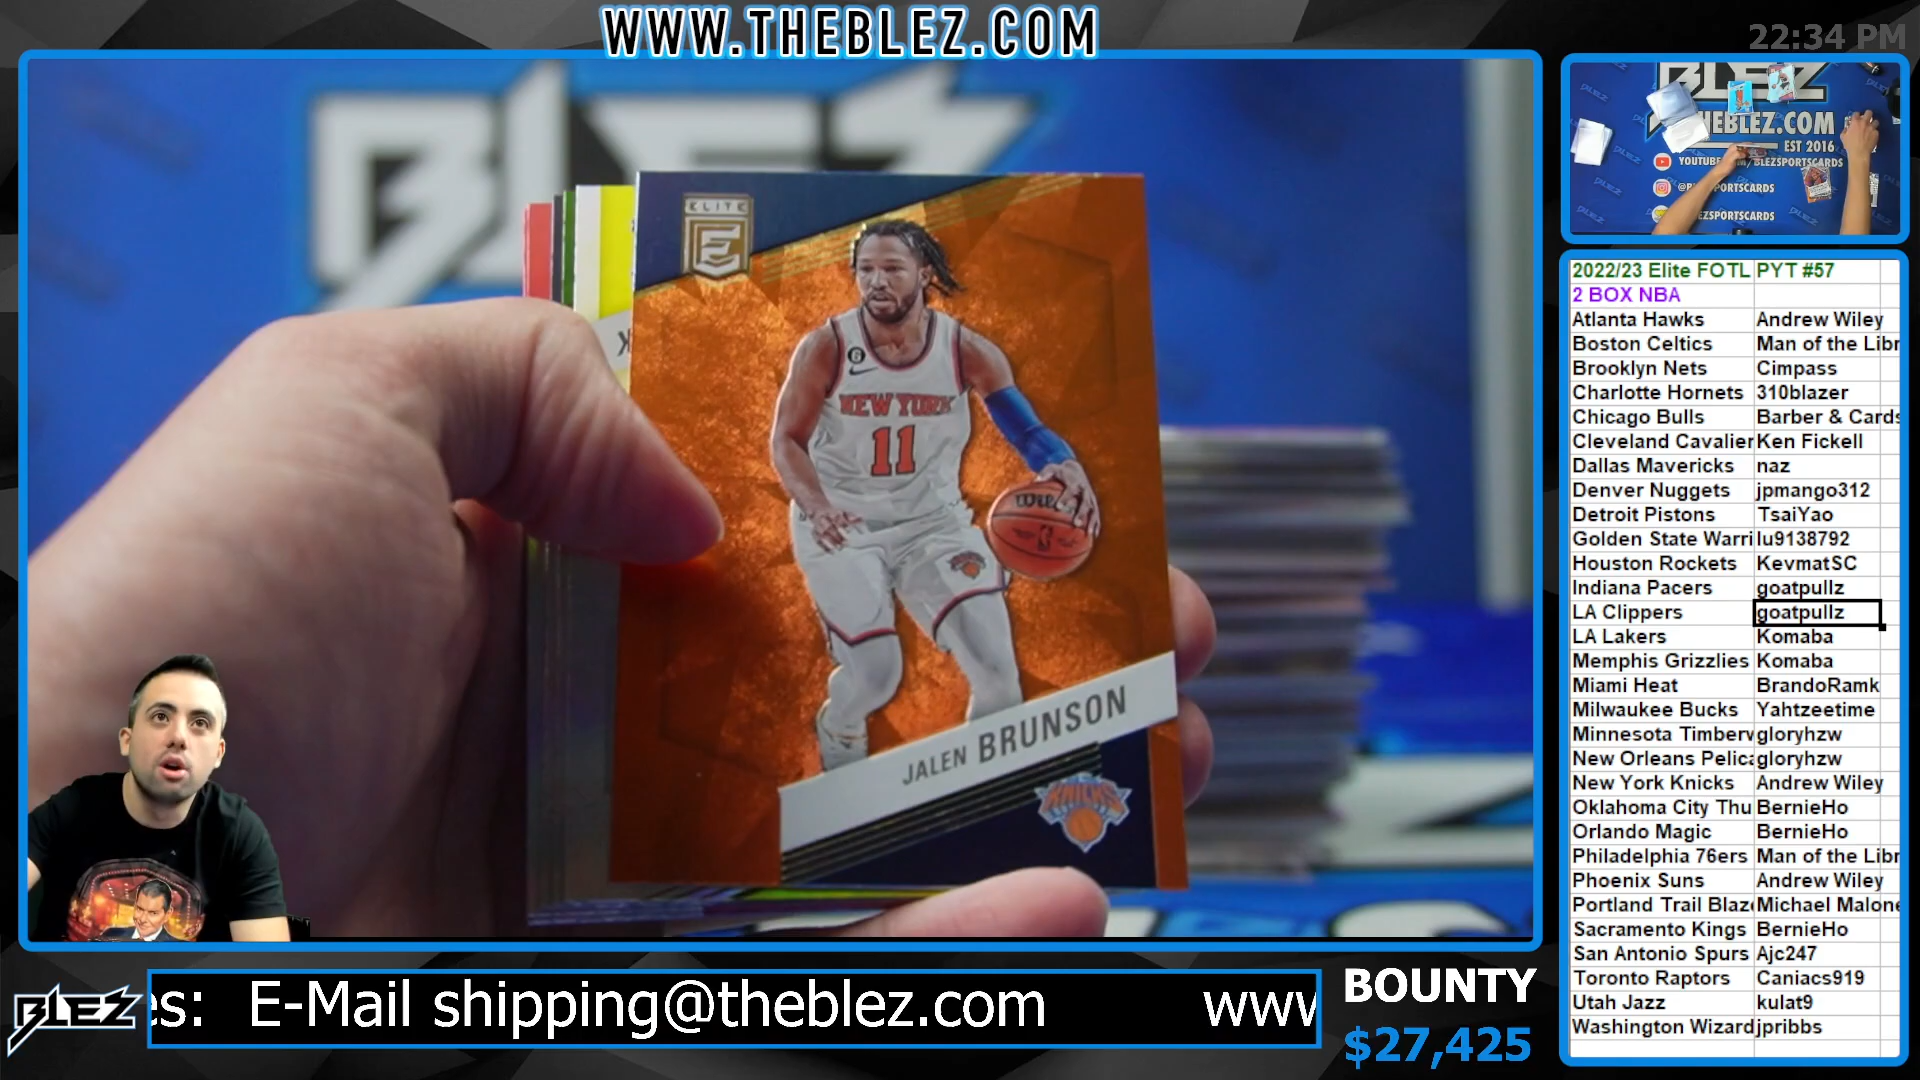 WWW.THEBLEZ.COM
22:34 PM
BLEZ
ELITE
E
6
NEW YORK
11
Wilson
JALEN BRUNSON
KNICKS
BLEZ
THEBLEZ.COM
EST 2016
2022/23 Elite FOTL PYT #57
2 BOX NBA
Atlanta Hawks Andrew Wiley
Boston Celtics Man of the Libr
Brooklyn Nets Cimpass
Charlotte Hornets 310blazer
Chicago Bulls Barber & Cards
Cleveland Cavalier Ken Fickell
Dallas Mavericks naz
Denver Nuggets jpmango312
Detroit Pistons TsaiYao
Golden State Warri lu9138792
Houston Rockets KevmatSC
Indiana Pacers goatpullz
LA Clippers goatpullz
LA Lakers Komaba
Memphis Grizzlies Komaba
Miami Heat BrandoRamk
Milwaukee Bucks Yahtzeetime
Minnesota Timberv gloryhzw
New Orleans Pelica gloryhzw
New York Knicks Andrew Wiley
Oklahoma City Thu BernieHo
Orlando Magic BernieHo
Philadelphia 76ers Man of the Libr
Phoenix Suns Andrew Wiley
Portland Trail Blaze Michael Malone
Sacramento Kings BernieHo
San Antonio Spurs Ajc247
Toronto Raptors Caniacs919
Utah Jazz kulat9
Washington Wizard jpribbs
BLEZ
es: E-Mail shipping@theblez.com www
BOUNTY
$27,425